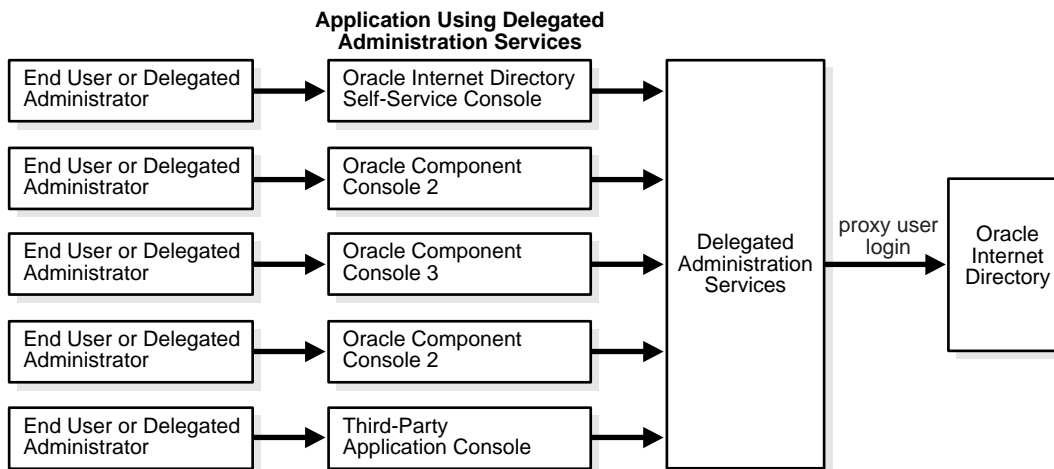 Application Using Delegated
Administration Services
End User or Delegated
Administrator
Oracle Internet Directory
Self-Service Console
End User or Delegated
Administrator
Oracle Component
Console 2
End User or Delegated
Administrator
Oracle Component
Console 3
End User or Delegated
Administrator
Oracle Component
Console 2
End User or Delegated
Administrator
Third-Party
Application Console
Delegated
Administration
Services
proxy user
login
Oracle
Internet
Directory